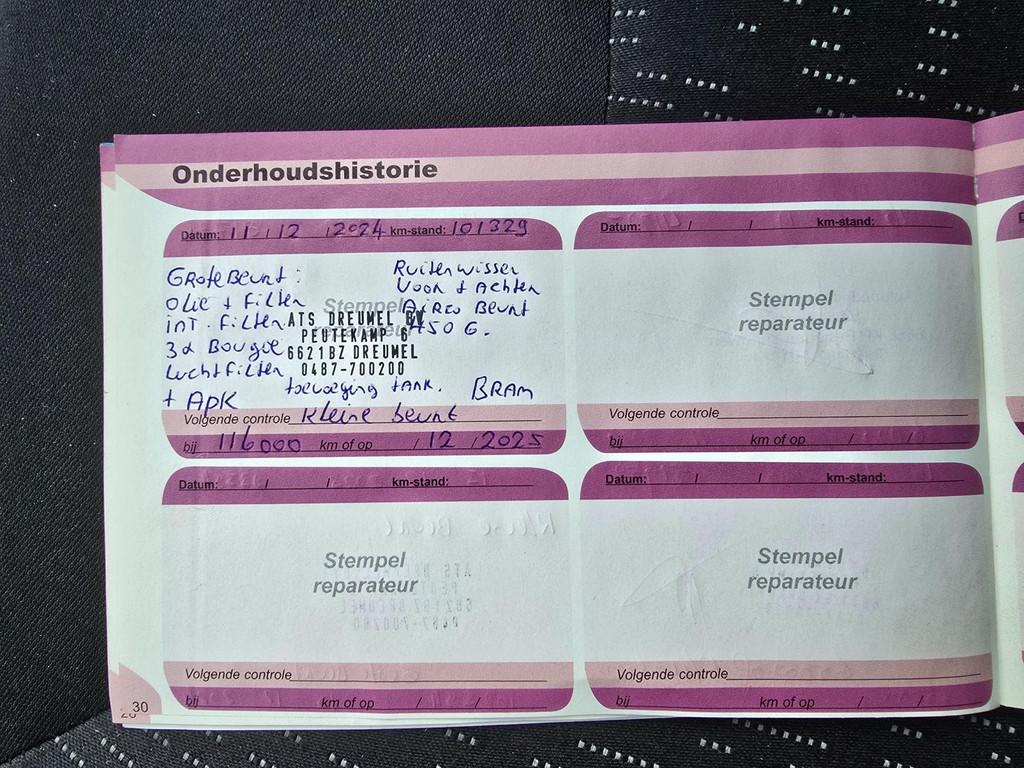 Onderhoudshistorie
Datum: 11 / 12 / 2024 km-stand: 101329
Grote Beurt :
olie + filter
int. filter
3x Bougie
luchtfilter
+ APK
Ruitenwisser
Voor + Achter
Airco Beurt
450 G.
Stempel
reparateur
ATS DREUMEL BV
PEUTEKAMP 6
6621BZ DREUMEL
0487-700200
toevoeging tank.
BRAM
Volgende controle kleine beurt
bij 116000 km of op / 12 / 2025
Datum: / / km-stand:
Stempel
reparateur
Volgende controle
bij km of op / /
Datum: / / km-stand:
Stempel
reparateur
Volgende controle
bij km of op / /
Datum: / / km-stand:
Stempel
reparateur
Volgende controle
bij km of op / /
30